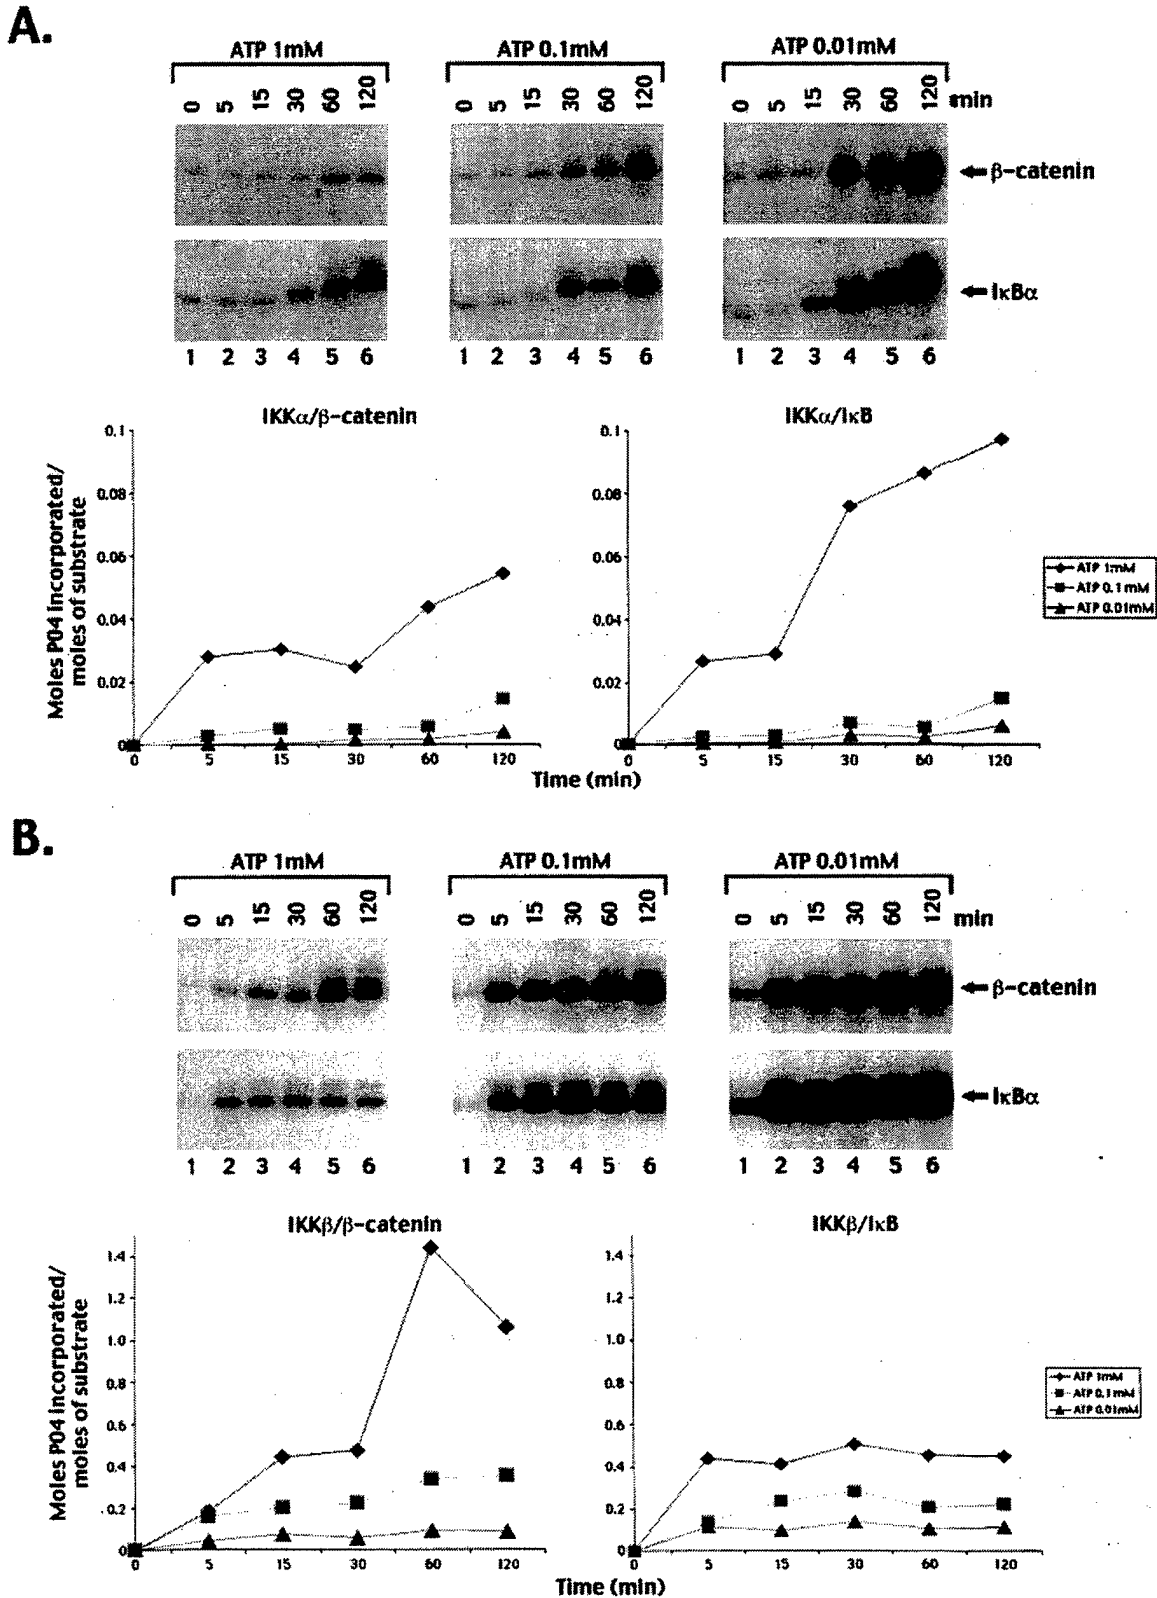 A.
ATP 1mM ATP 0.1mM ATP 0.01mM
0 5 15 30 60 120 0 5 15 30 60 120 0 5 15 30 60 120 min
β-catenin
IκBα
1 2 3 4 5 6 1 2 3 4 5 6 1 2 3 4 5 6
IKKα/β-catenin IKKα/IκB
Moles PO4 incorporated/
moles of substrate
0.1 0.1
0.08 0.08
0.06 0.06
0.04 0.04
0.02 0.02
0 0
0 5 15 30 60 120 0 5 15 30 60 120
Time (min)
ATP 1mM
ATP 0.1mM
ATP 0.01mM
B.
ATP 1mM ATP 0.1mM ATP 0.01mM
0 5 15 30 60 120 0 5 15 30 60 120 0 5 15 30 60 120 min
β-catenin
IκBα
1 2 3 4 5 6 1 2 3 4 5 6 1 2 3 4 5 6
IKKβ/β-catenin IKKβ/IκB
Moles PO4 incorporated/
moles of substrate
1.4 1.4
1.2 1.2
1.0 1.0
0.8 0.8
0.6 0.6
0.4 0.4
0.2 0.2
0 0
0 5 15 30 60 120 0 5 15 30 60 120
Time (min)
ATP 1mM
ATP 0.1mM
ATP 0.01mM